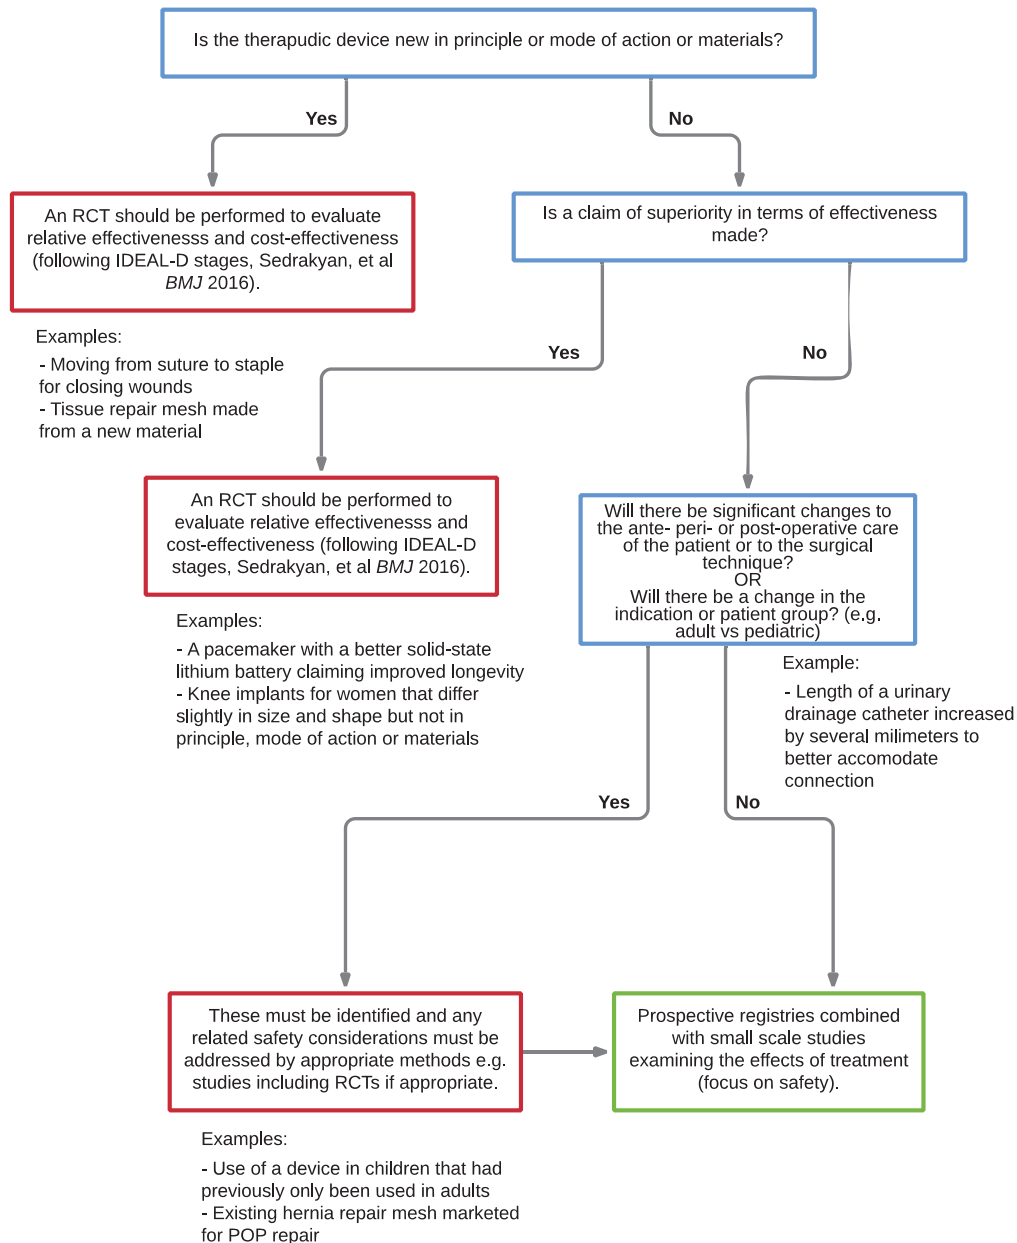 Is the therapudic device new in principle or mode of action or materials?
Yes
No
An RCT should be performed to evaluate
relative effectivenesss and cost-effectiveness
(following IDEAL-D stages, Sedrakyan, et al
BMJ 2016).
Is a claim of superiority in terms of effectiveness
made?
Examples:
- Moving from suture to staple
for closing wounds
- Tissue repair mesh made
from a new material
Yes
No
An RCT should be performed to
evaluate relative effectivenesss and
cost-effectiveness (following IDEAL-D
stages, Sedrakyan, et al BMJ 2016).
Will there be significant changes to
the ante- peri- or post-operative care
of the patient or to the surgical
technique?
OR
Will there be a change in the
indication or patient group? (e.g.
adult vs pediatric)
Examples:
- A pacemaker with a better solid-state
lithium battery claiming improved longevity
- Knee implants for women that differ
slightly in size and shape but not in
principle, mode of action or materials
Example:
- Length of a urinary
drainage catheter increased
by several milimeters to
better accomodate
connection
Yes
No
These must be identified and any
related safety considerations must be
addressed by appropriate methods e.g.
studies including RCTs if appropriate.
Prospective registries combined
with small scale studies
examining the effects of treatment
(focus on safety).
Examples:
- Use of a device in children that had
previously only been used in adults
- Existing hernia repair mesh marketed
for POP repair